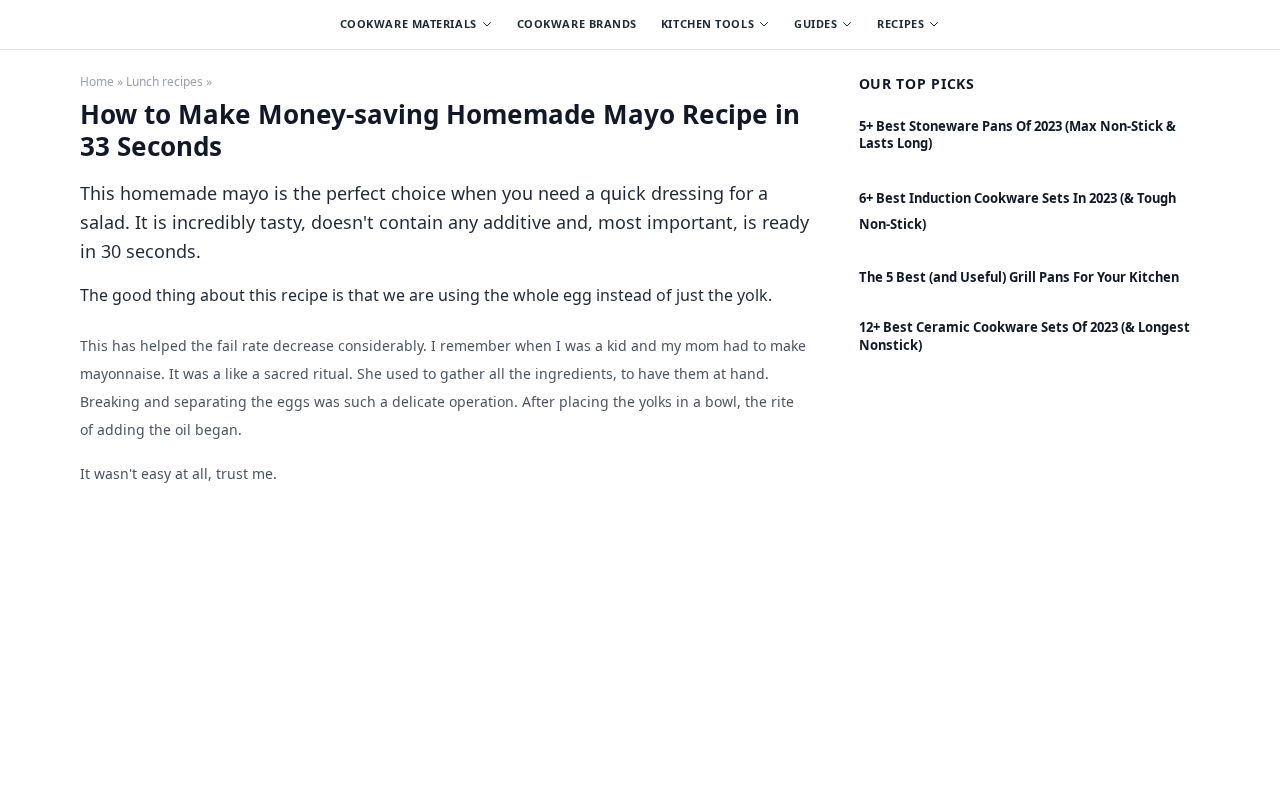 COOKWARE MATERIALS COOKWARE BRANDS KITCHEN TOOLS GUIDES RECIPES
Home » Lunch recipes »
How to Make Money-saving Homemade Mayo Recipe in
33 Seconds
This homemade mayo is the perfect choice when you need a quick dressing for a
salad. It is incredibly tasty, doesn't contain any additive and, most important, is ready
in 30 seconds.
The good thing about this recipe is that we are using the whole egg instead of just the yolk.
This has helped the fail rate decrease considerably. I remember when I was a kid and my mom had to make
mayonnaise. It was a like a sacred ritual. She used to gather all the ingredients, to have them at hand.
Breaking and separating the eggs was such a delicate operation. After placing the yolks in a bowl, the rite
of adding the oil began.
It wasn't easy at all, trust me.
OUR TOP PICKS
5+ Best Stoneware Pans Of 2023 (Max Non-Stick &
Lasts Long)
6+ Best Induction Cookware Sets In 2023 (& Tough
Non-Stick)
The 5 Best (and Useful) Grill Pans For Your Kitchen
12+ Best Ceramic Cookware Sets Of 2023 (& Longest
Nonstick)